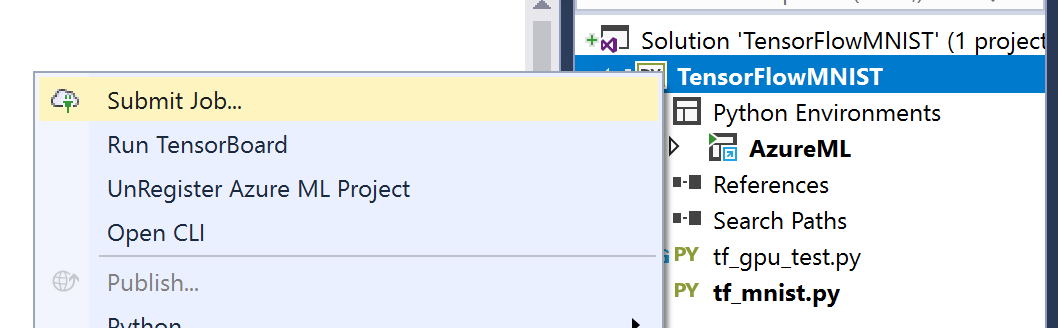 Solution 'TensorFlowMNIST' (1 project
TensorFlowMNIST
Python Environments
AzureML
References
Search Paths
PY tf_gpu_test.py
PY tf_mnist.py
Submit Job...
Run TensorBoard
UnRegister Azure ML Project
Open CLI
Publish...
Python